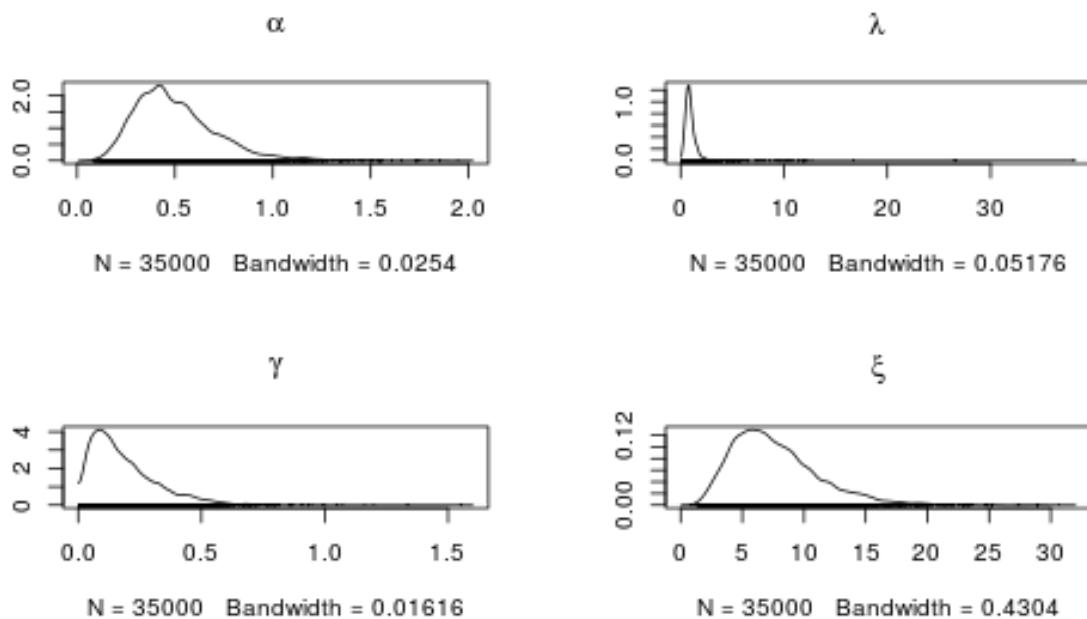 α
2.0
0.0
0.0 0.5 1.0 1.5 2.0
N = 35000 Bandwidth = 0.0254
λ
1.0
0.0
0 10 20 30
N = 35000 Bandwidth = 0.05176
γ
4
2
0
0.0 0.5 1.0 1.5
N = 35000 Bandwidth = 0.01616
ξ
0.12
0.00
0 5 10 15 20 25 30
N = 35000 Bandwidth = 0.4304